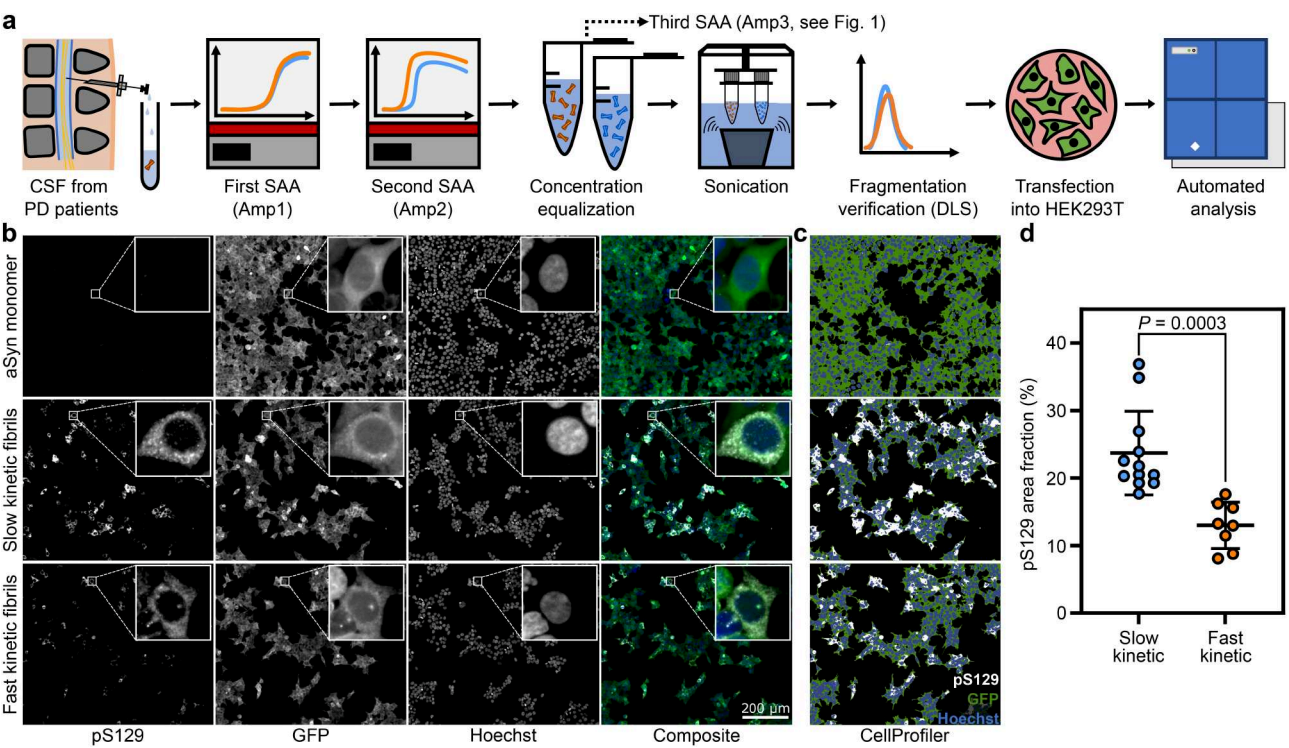 a
Third SAA (Amp3, see Fig. 1)
CSF from
PD patients
First SAA
(Amp1)
Second SAA
(Amp2)
Concentration
equalization
Sonication
Fragmentation
verification (DLS)
Transfection
into HEK293T
Automated
analysis
b
aSyn monomer
Slow kinetic fibrils
Fast kinetic fibrils
200 µm
pS129
GFP
Hoechst
Composite
c
pS129
GFP
Hoechst
CellProfiler
d
P = 0.0003
pS129 area fraction (%)
40
30
20
10
0
Slow
kinetic
Fast
kinetic